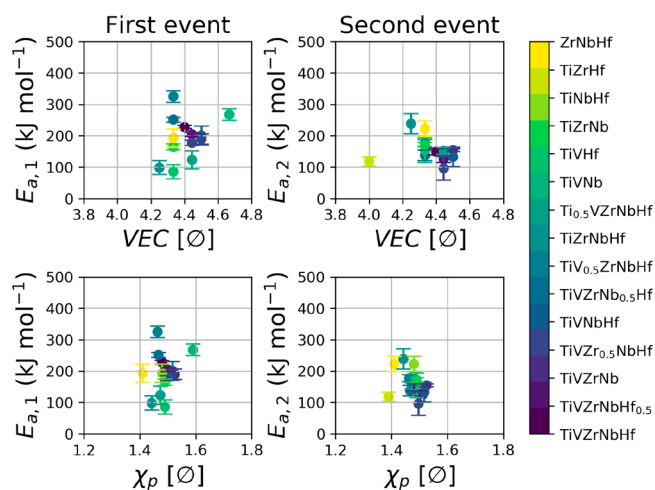 First event
Second event
500
400
300
200
100
0
E_{a, 1} (kJ mol⁻¹)
3.8 4.0 4.2 4.4 4.6 4.8
VEC [Ø]
500
400
300
200
100
0
E_{a, 2} (kJ mol⁻¹)
3.8 4.0 4.2 4.4 4.6 4.8
VEC [Ø]
500
400
300
200
100
0
E_{a, 1} (kJ mol⁻¹)
1.2 1.4 1.6 1.8
χₚ [Ø]
500
400
300
200
100
0
E_{a, 2} (kJ mol⁻¹)
1.2 1.4 1.6 1.8
χₚ [Ø]
ZrNbHf
TiZrHf
TiNbHf
TiZrNb
TiVHf
TiVNb
Ti₀.₅VZrNbHf
TiZrNbHf
TiV₀.₅ZrNbHf
TiVZrNb₀.₅Hf
TiVNbHf
TiVZr₀.₅NbHf
TiVZrNb
TiVZrNbHf₀.₅
TiVZrNbHf